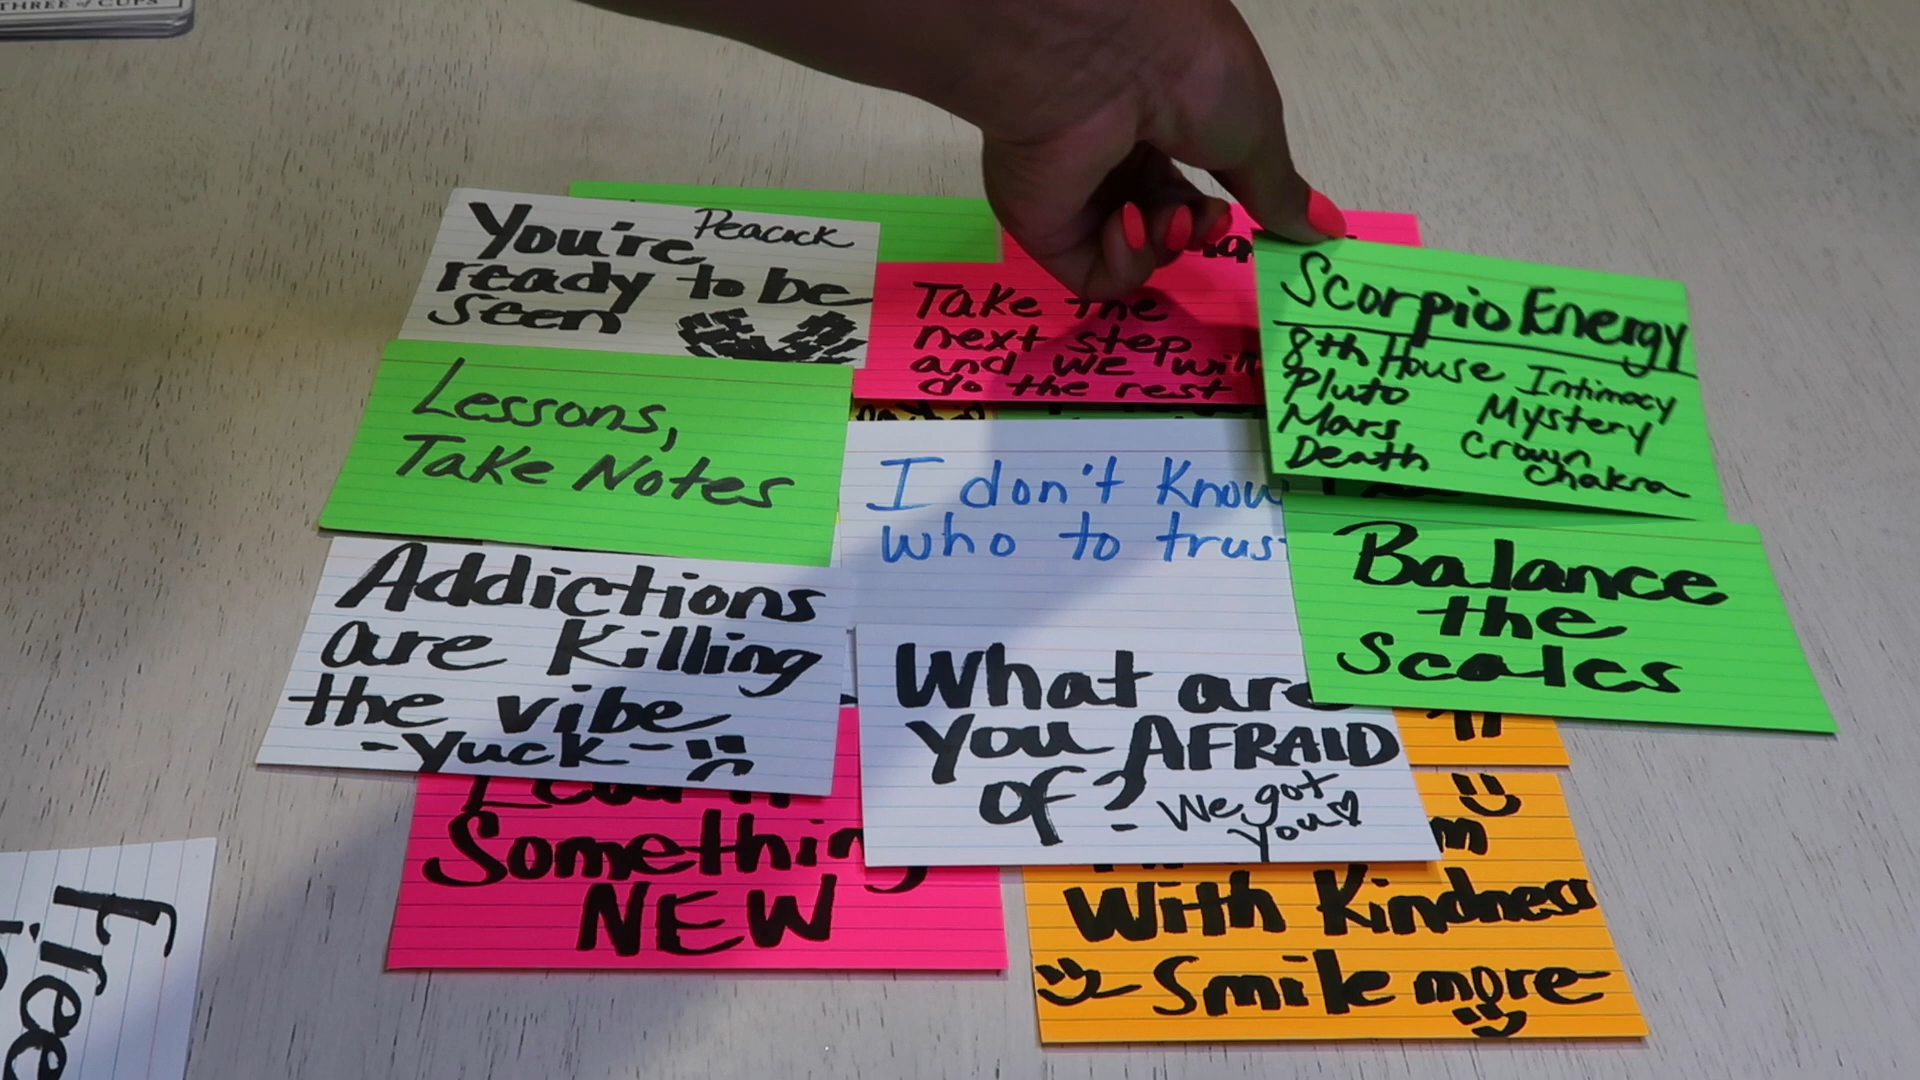 THREE of CUPS
You're
Peacock
ready to be
seen
Take the
next step
and we will
do the rest
Scorpio Energy
8th House Intimacy
Pluto Mystery
Mars Crown
Death Chakra
Lessons,
Take Notes
I don't know
who to trus
Balance
the
Scales
Addictions
are Killing
the vibe
-Yuck-
What are
you AFRAID
of?
- We got
you
Somethin
NEW
With Kindness
Smile more
Free